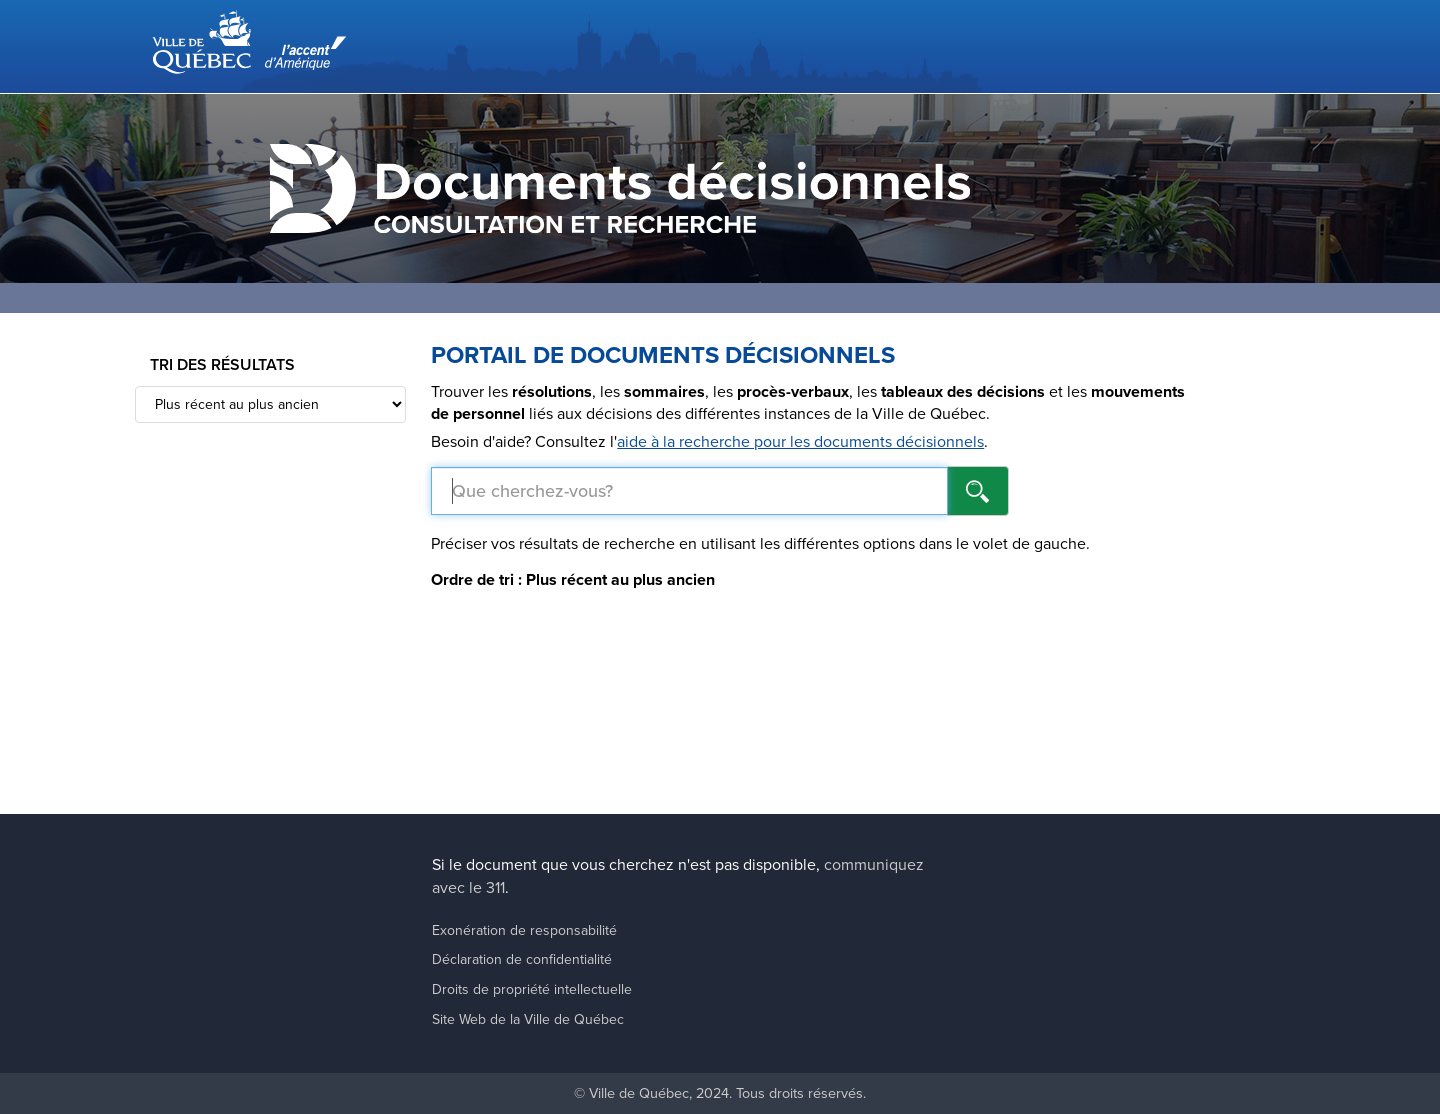 VILLE DE
QUÉBEC
l'accent
d'Amérique
Documents décisionnels
CONSULTATION ET RECHERCHE
TRI DES RÉSULTATS
Plus récent au plus ancien
PORTAIL DE DOCUMENTS DÉCISIONNELS
Trouver les résolutions, les sommaires, les procès-verbaux, les tableaux des décisions et les mouvements
de personnel liés aux décisions des différentes instances de la Ville de Québec.
Besoin d'aide? Consultez l'aide à la recherche pour les documents décisionnels.
Que cherchez-vous?
Préciser vos résultats de recherche en utilisant les différentes options dans le volet de gauche.
Ordre de tri : Plus récent au plus ancien
Si le document que vous cherchez n'est pas disponible, communiquez
avec le 311.
Exonération de responsabilité
Déclaration de confidentialité
Droits de propriété intellectuelle
Site Web de la Ville de Québec
© Ville de Québec, 2024. Tous droits réservés.